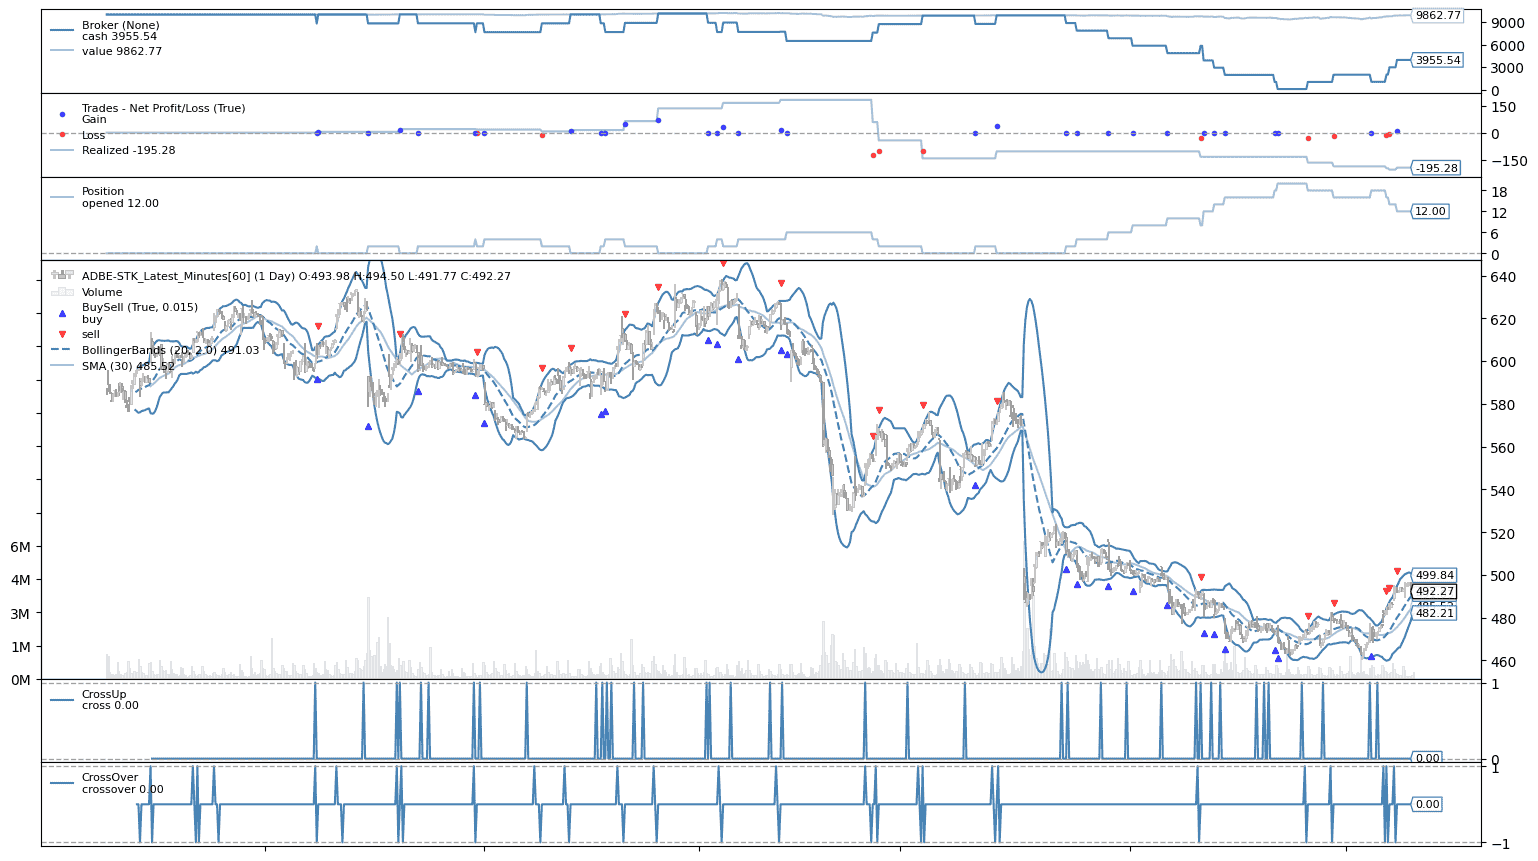 Broker (None)
cash 3955.54
value 9862.77
9862.77
9000
6000
3955.54
3000
0
Trades - Net Profit/Loss (True)
Gain
Loss
Realized -195.28
150
0
−150
-195.28
Position
opened 12.00
18
12.00
12
6
0
ADBE-STK_Latest_Minutes[60] (1 Day) O:493.98 H:494.50 L:491.77 C:492.27
Volume
BuySell (True, 0.015)
buy
sell
BollingerBands (20, 2.0) 491.03
SMA (30) 485.52
640
620
600
580
560
540
520
500
480
460
499.84
492.27
482.21
6M
4M
3M
1M
0M
CrossUp
cross 0.00
1
0.00
0
CrossOver
crossover 0.00
1
0.00
−1